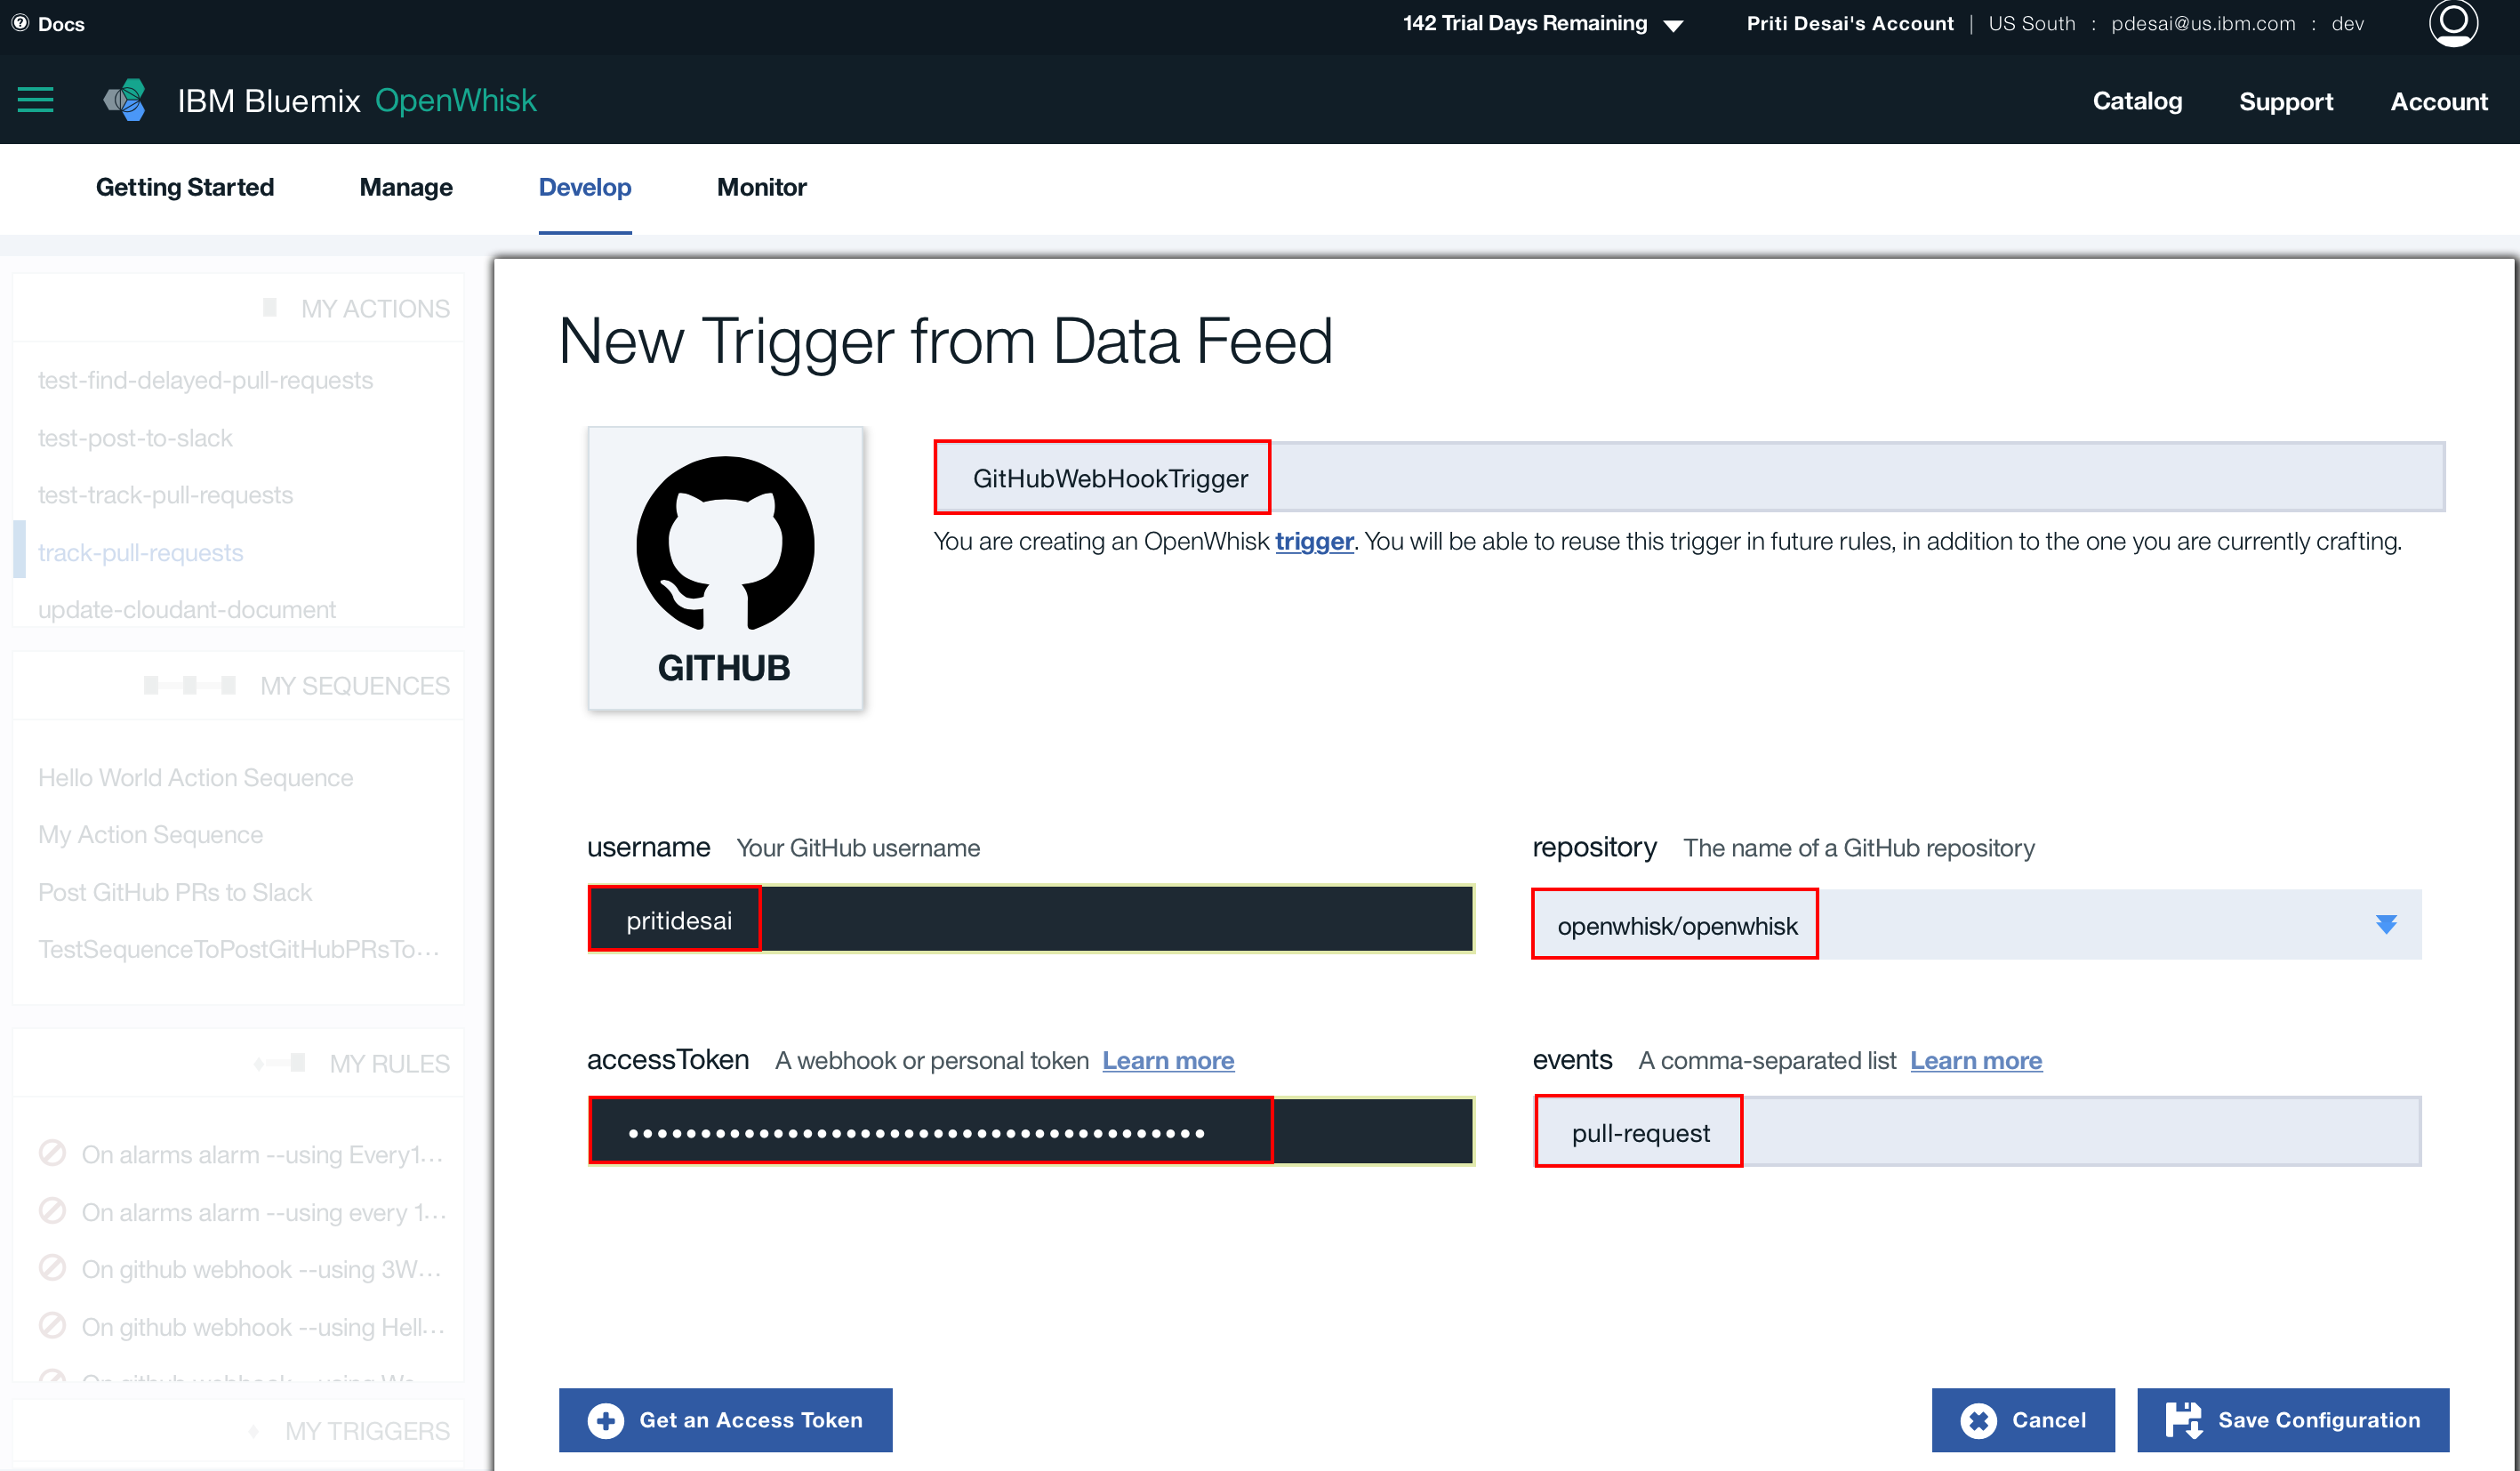 Docs
142 Trial Days Remaining
Priti Desai's Account | US South : pdesai@us.ibm.com : dev
IBM Bluemix OpenWhisk
Catalog Support Account
Getting Started Manage Develop Monitor
MY ACTIONS
test-find-delayed-pull-requests
test-post-to-slack
test-track-pull-requests
track-pull-requests
update-cloudant-document
MY SEQUENCES
Hello World Action Sequence
My Action Sequence
Post GitHub PRs to Slack
TestSequenceToPostGitHubPRsTo...
MY RULES
On alarms alarm --using Every1...
On alarms alarm --using every 1...
On github webhook --using 3W...
On github webhook --using Hell...
On github webhook --using We
MY TRIGGERS
New Trigger from Data Feed
GITHUB
GitHubWebHookTrigger
You are creating an OpenWhisk trigger. You will be able to reuse this trigger in future rules, in addition to the one you are currently crafting.
username Your GitHub username
pritidesai
repository The name of a GitHub repository
openwhisk/openwhisk
accessToken A webhook or personal token Learn more
••••••••••••••••••••••••••••••••••••••••
events A comma-separated list Learn more
pull-request
Get an Access Token
Cancel
Save Configuration